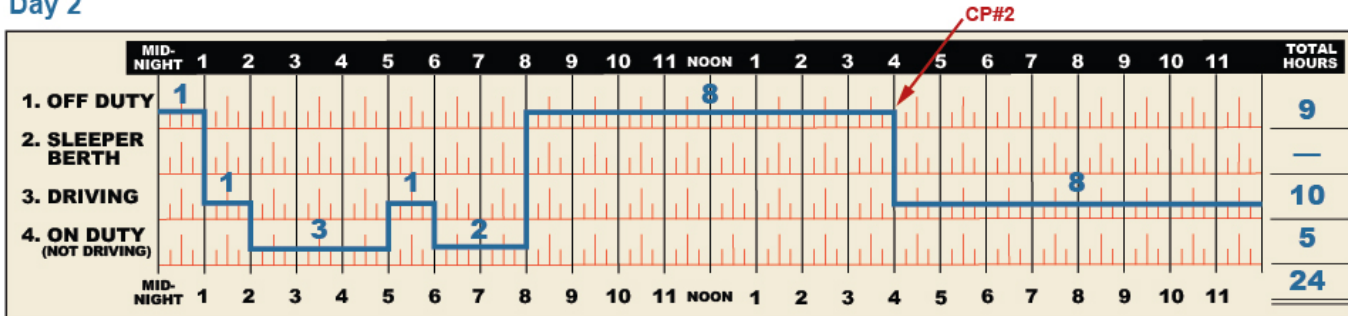 Day 2
CP#2
MID-NIGHT 1 2 3 4 5 6 7 8 9 10 11 NOON 1 2 3 4 5 6 7 8 9 10 11 TOTAL HOURS
1. OFF DUTY 1 8 9
2. SLEEPER BERTH —
3. DRIVING 1 1 8 10
4. ON DUTY (NOT DRIVING) 3 2 5
MID-NIGHT 1 2 3 4 5 6 7 8 9 10 11 NOON 1 2 3 4 5 6 7 8 9 10 11 24